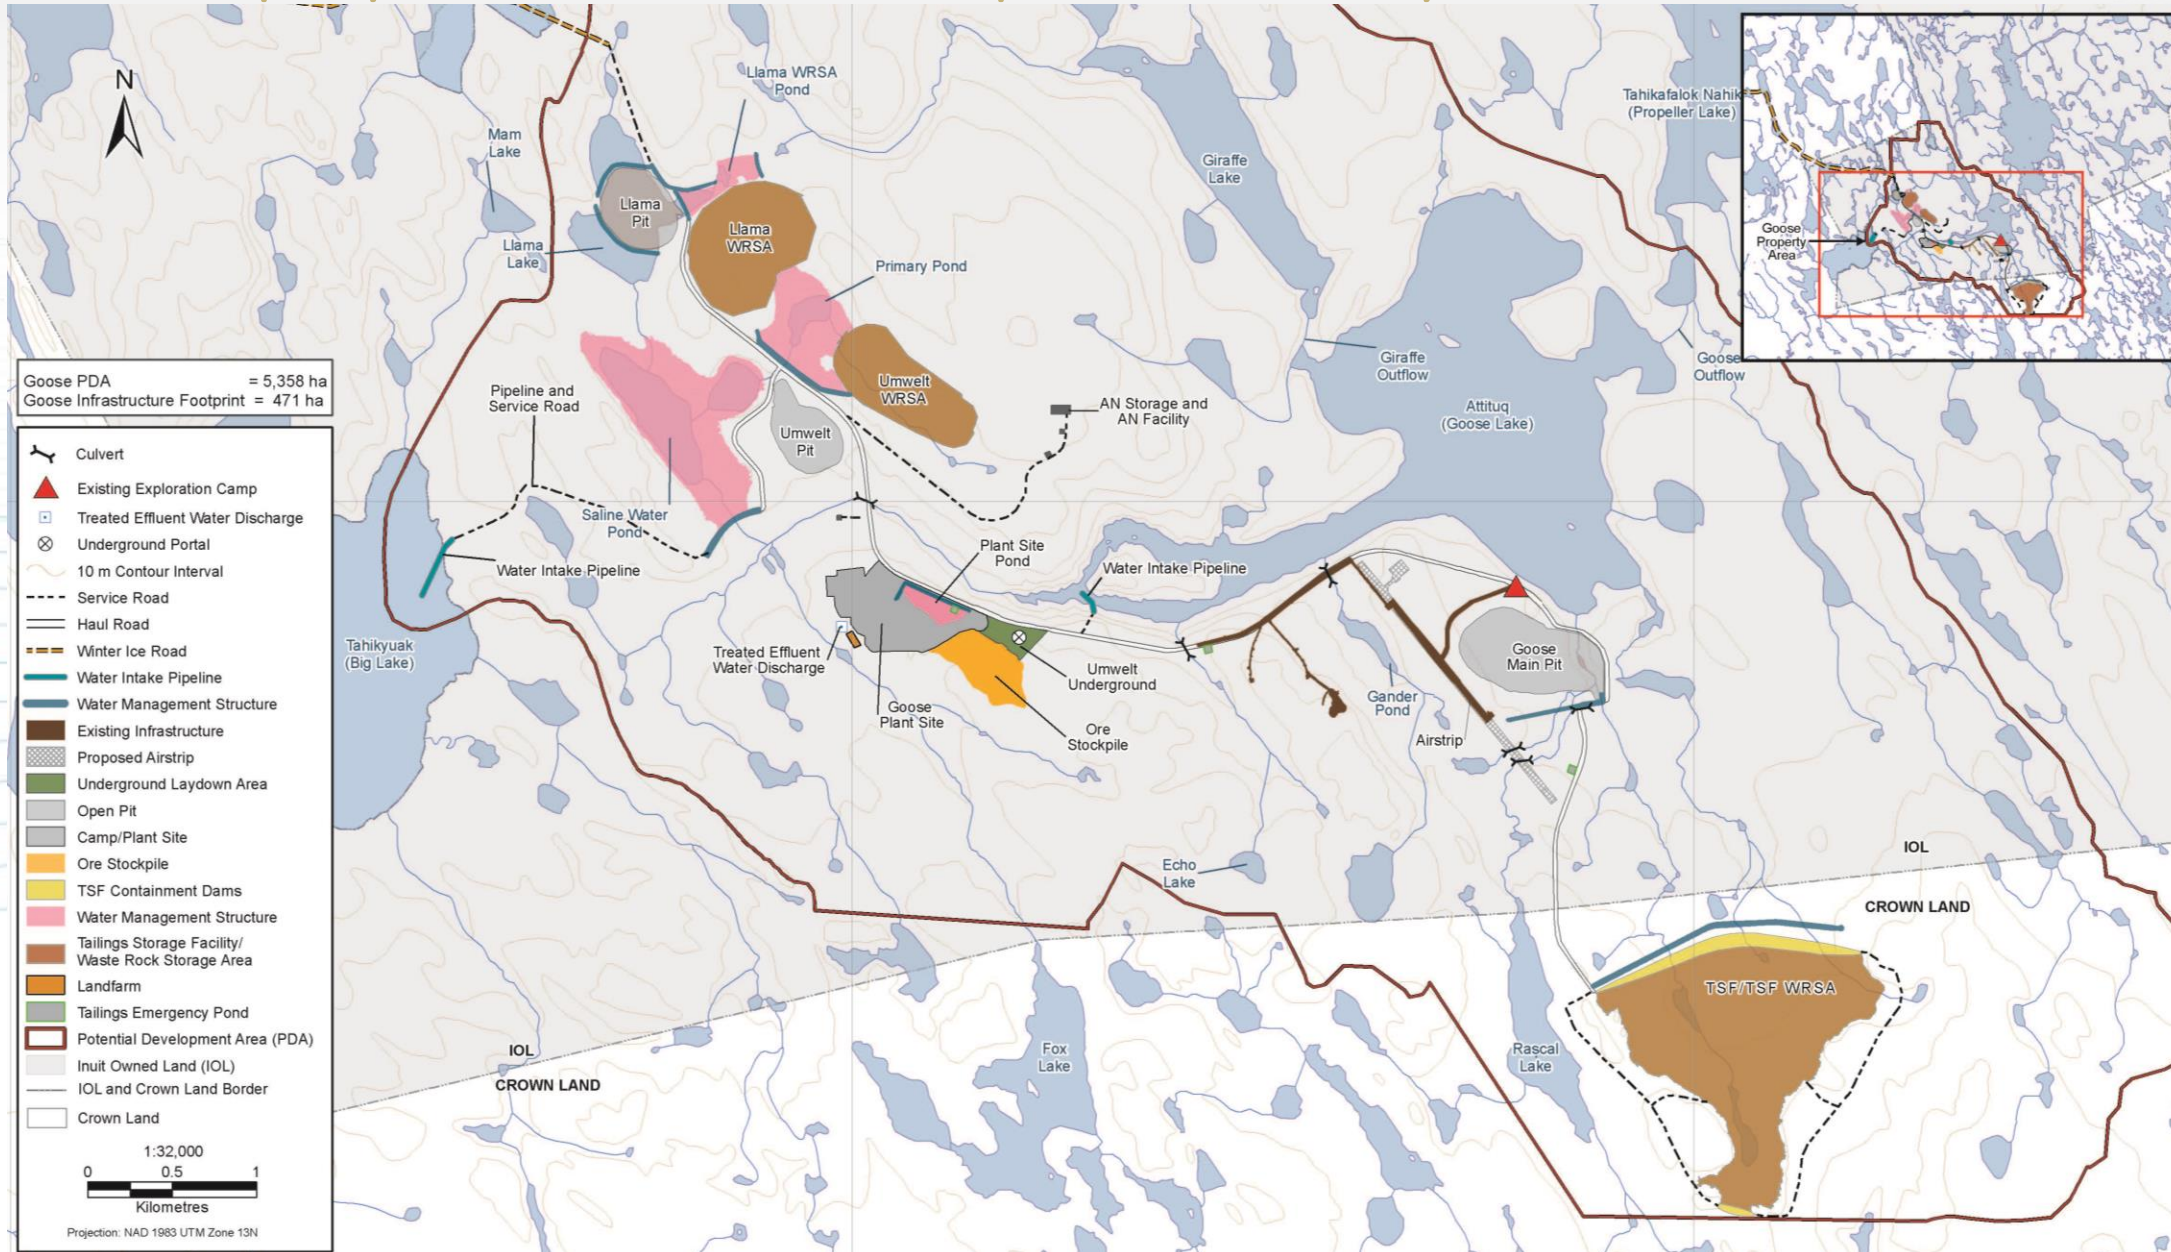 N
Llama WRSA
Pond
Mam
Lake
Llama
Pit
Llama
WRSA
Llama
Lake
Primary Pond
Giraffe
Lake
Tahikafalok Nahik
(Propeller Lake)
Goose
Property
Area
Giraffe
Outflow
Goose
Outflow
Attituq
(Goose Lake)
Goose PDA = 5,358 ha
Goose Infrastructure Footprint = 471 ha
Pipeline and
Service Road
Umwelt
WRSA
AN Storage and
AN Facility
Umwelt
Pit
Saline Water
Pond
Water Intake Pipeline
Plant Site
Pond
Water Intake Pipeline
Tahikyuak
(Big Lake)
Treated Effluent
Water Discharge
Goose
Plant Site
Umwelt
Underground
Ore
Stockpile
Goose
Main Pit
Gander
Pond
Airstrip
Echo
Lake
IOL
CROWN LAND
TSF/TSF WRSA
IOL
CROWN LAND
Fox
Lake
Rascal
Lake
Culvert
Existing Exploration Camp
Treated Effluent Water Discharge
Underground Portal
10 m Contour Interval
Service Road
Haul Road
Winter Ice Road
Water Intake Pipeline
Water Management Structure
Existing Infrastructure
Proposed Airstrip
Underground Laydown Area
Open Pit
Camp/Plant Site
Ore Stockpile
TSF Containment Dams
Water Management Structure
Tailings Storage Facility/
Waste Rock Storage Area
Landfarm
Tailings Emergency Pond
Potential Development Area (PDA)
Inuit Owned Land (IOL)
IOL and Crown Land Border
Crown Land
1:32,000
0 0.5 1
Kilometres
Projection: NAD 1983 UTM Zone 13N